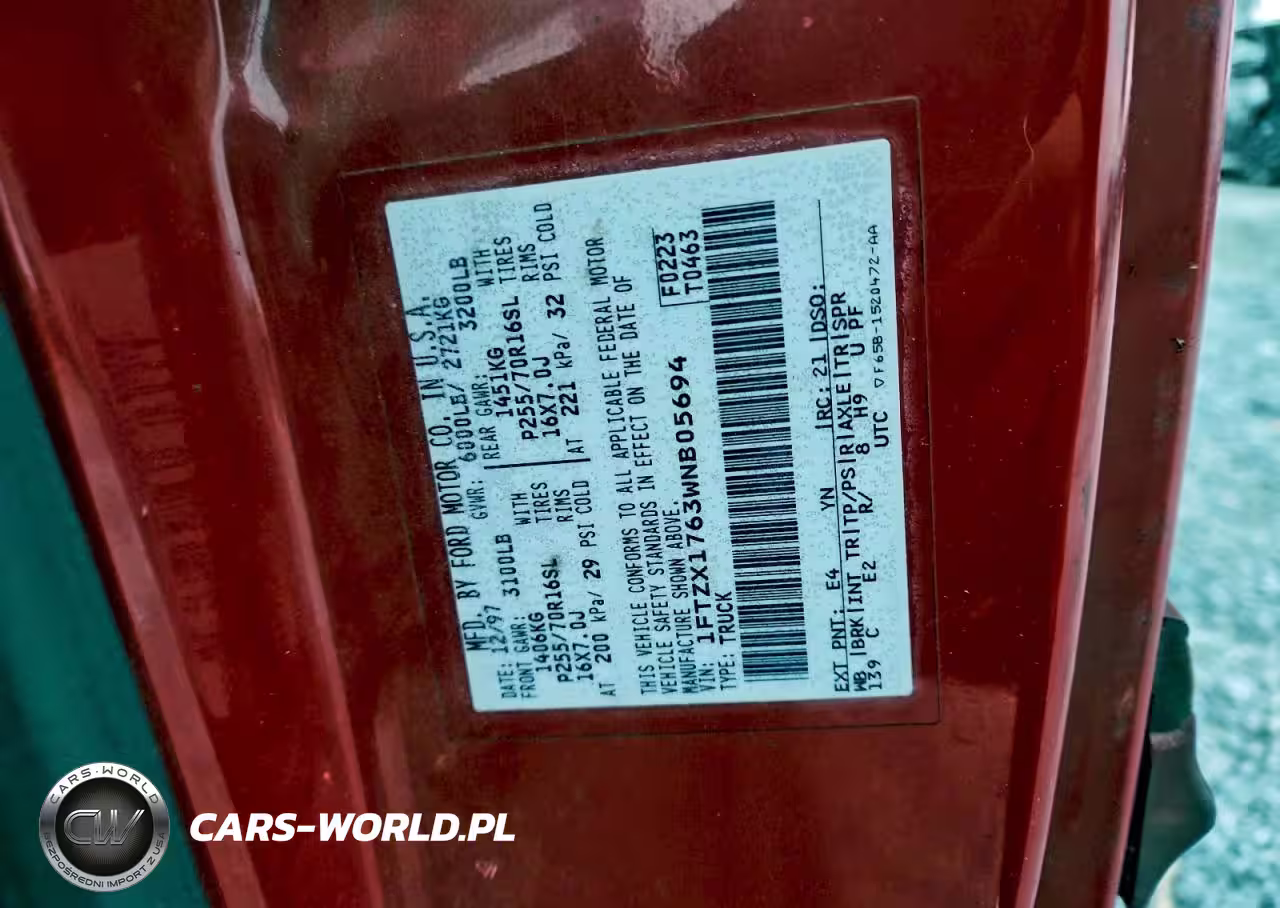 MFD. BY FORD MOTOR CO. IN U.S.A.
DATE: 12/97 GVWR: 6000LB/ 2721KG
FRONT GAWR: 3100LB REAR GAWR: 3200LB
1406KG WITH 1451KG WITH
P255/70R16SL TIRES P255/70R16SL TIRES
16X7.0J RIMS 16X7.0J RIMS
AT 200 kPa/ 29 PSI COLD AT 221 kPa/ 32 PSI COLD
THIS VEHICLE CONFORMS TO ALL APPLICABLE FEDERAL MOTOR
VEHICLE SAFETY STANDARDS IN EFFECT ON THE DATE OF
MANUFACTURE SHOWN ABOVE.
VIN: 1FTZX1763WNB05694 F0223
TYPE: TRUCK T0463
EXT PNT: E4 YN RC: 21 DSO:
WB BRK INT TR TP/PS R AXLE TR SPR
139 C E2 R/ 8 H9 U PF
UTC ▽F65B-1520472-AA
CARS-WORLD
CW
BEZPOŚREDNI IMPORT Z USA
CARS-WORLD.PL